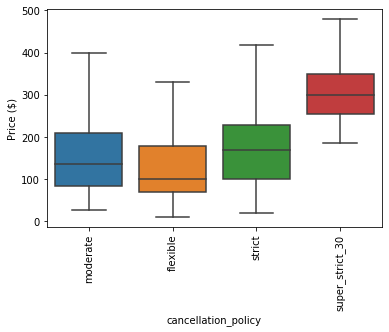 500
400
300
200
100
0
Price ($)
moderate
flexible
strict
super_strict_30
cancellation_policy